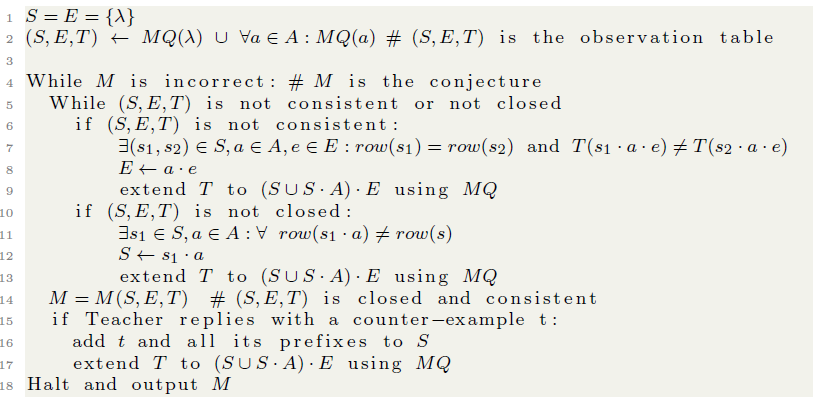 1 S = E = {λ}
2 (S, E, T) ← MQ(λ) ∪ ∀a ∈ A : MQ(a) # (S, E, T) is the observation table
3
4 While M is incorrect: # M is the conjecture
5 While (S, E, T) is not consistent or not closed
6 if (S, E, T) is not consistent:
7 ∃(s₁, s₂) ∈ S, a ∈ A, e ∈ E : row(s₁) = row(s₂) and T(s₁ · a · e) ≠ T(s₂ · a · e)
8 E ← a · e
9 extend T to (S ∪ S · A) · E using MQ
10 if (S, E, T) is not closed:
11 ∃s₁ ∈ S, a ∈ A : ∀ row(s₁ · a) ≠ row(s)
12 S ← s₁ · a
13 extend T to (S ∪ S · A) · E using MQ
14 M = M(S, E, T) # (S, E, T) is closed and consistent
15 if Teacher replies with a counter−example t:
16 add t and all its prefixes to S
17 extend T to (S ∪ S · A) · E using MQ
18 Halt and output M